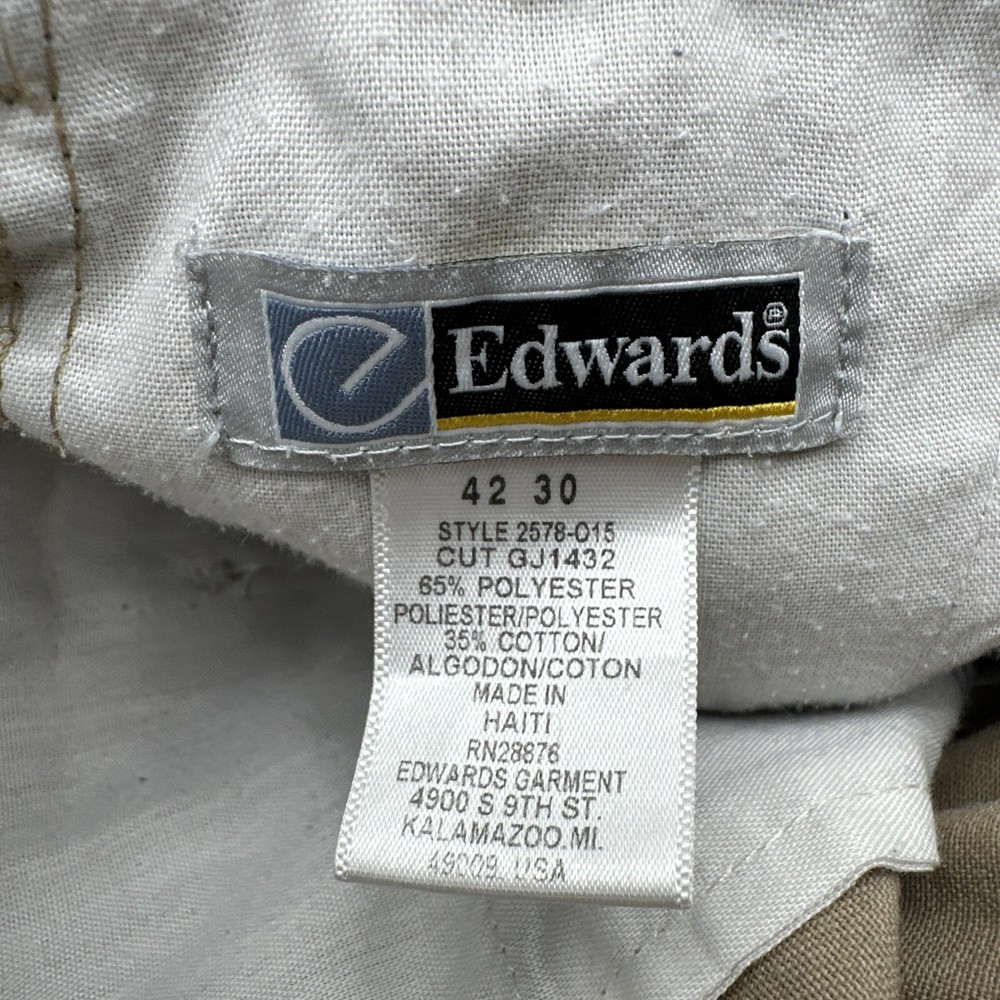 Edwards®
42 30
STYLE 2578-015
CUT GJ1432
65% POLYESTER
POLIESTER/POLYESTER
35% COTTON/
ALGODON/COTON
MADE IN
HAITI
RN28876
EDWARDS GARMENT
4900 S 9TH ST.
KALAMAZOO,MI.
49009 USA